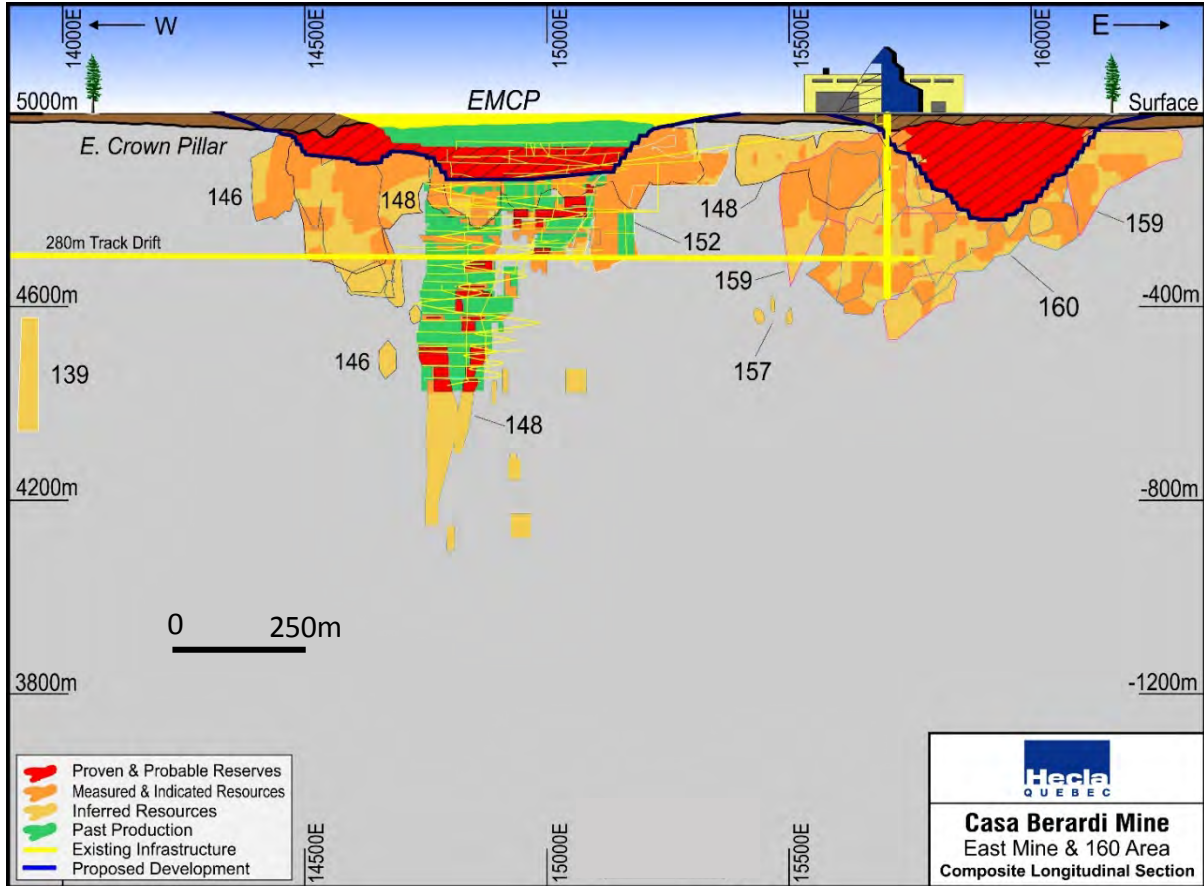 14000E
W
14500E
15000E
15500E
E
16000E
5000m
EMCP
Surface
E. Crown Pillar
146
148
148
152
159
159
280m Track Drift
160
4600m
-400m
139
146
157
148
4200m
-800m
0 250m
3800m
-1200m
Proven & Probable Reserves
Measured & Indicated Resources
Inferred Resources
Past Production
Existing Infrastructure
Proposed Development
14500E
15000E
15500E
Hecla
QUEBEC
Casa Berardi Mine
East Mine & 160 Area
Composite Longitudinal Section